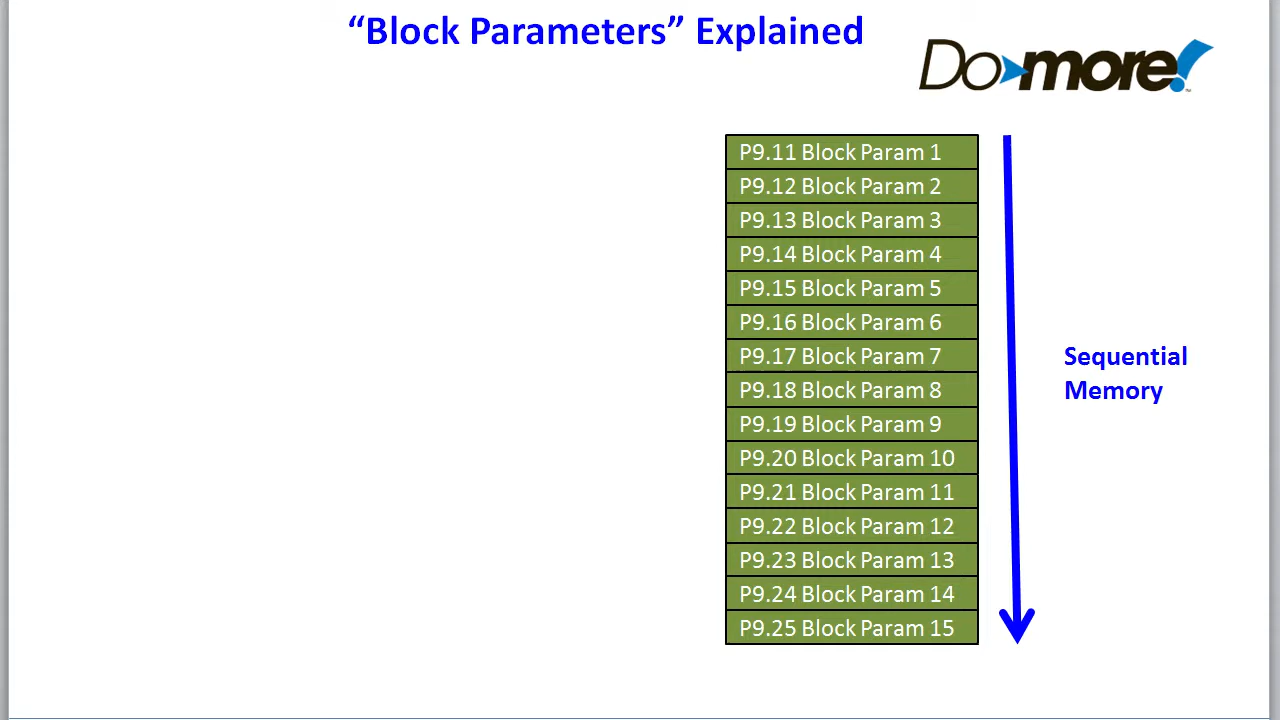 “Block Parameters” Explained
Do more!
P9.11 Block Param 1
P9.12 Block Param 2
P9.13 Block Param 3
P9.14 Block Param 4
P9.15 Block Param 5
P9.16 Block Param 6
P9.17 Block Param 7
P9.18 Block Param 8
P9.19 Block Param 9
P9.20 Block Param 10
P9.21 Block Param 11
P9.22 Block Param 12
P9.23 Block Param 13
P9.24 Block Param 14
P9.25 Block Param 15
Sequential
Memory